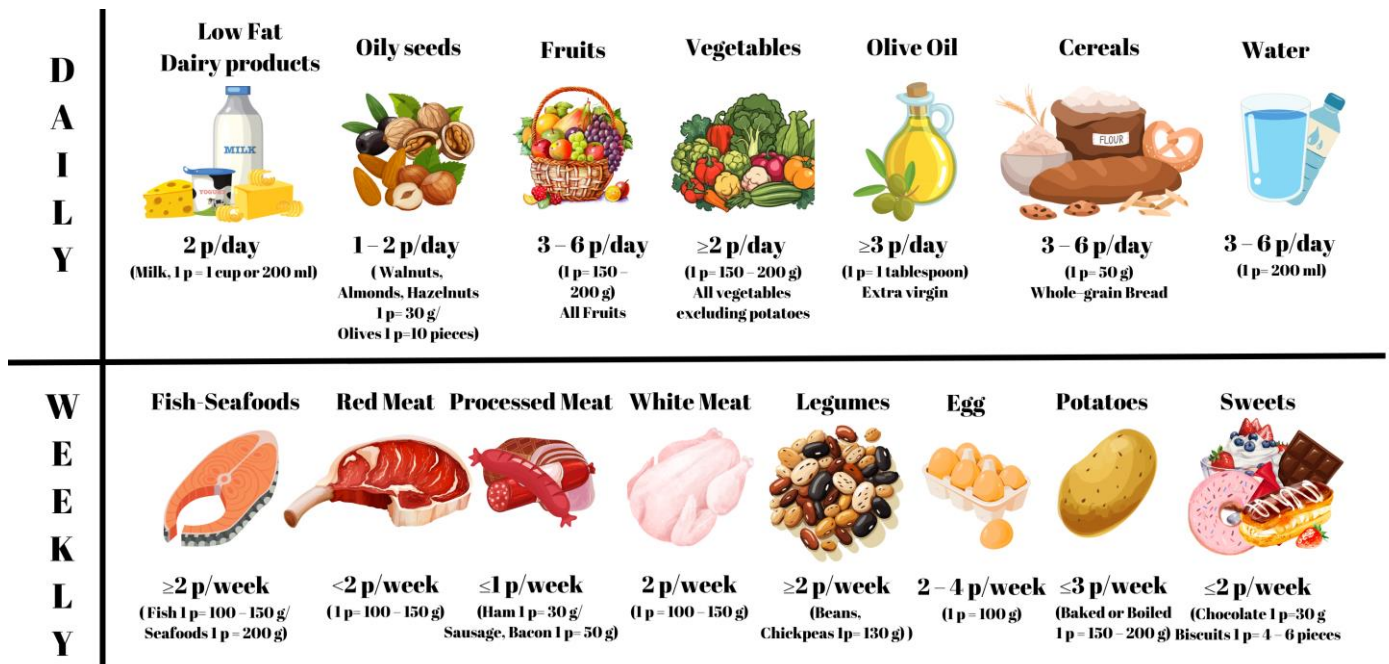 DAILY
Low Fat
Dairy products
MILK
YOGURT
2 p/day
(Milk, 1 p = 1 cup or 200 ml)
Oily seeds
1 – 2 p/day
( Walnuts,
Almonds, Hazelnuts
1 p= 30 g/
Olives 1 p=10 pieces)
Fruits
3 – 6 p/day
(1 p= 150 –
200 g)
All Fruits
Vegetables
≥2 p/day
(1 p= 150 – 200 g)
All vegetables
excluding potatoes
Olive Oil
≥3 p/day
(1 p= 1 tablespoon)
Extra virgin
Cereals
FLOUR
3 – 6 p/day
(1 p= 50 g)
Whole–grain Bread
Water
3 – 6 p/day
(1 p= 200 ml)
WEEKLY
Fish-Seafoods
≥2 p/week
( Fish 1 p= 100 – 150 g/
Seafoods 1 p = 200 g)
Red Meat
<2 p/week
( 1 p= 100 – 150 g)
Processed Meat
≤1 p/week
(Ham 1 p= 30 g/
Sausage, Bacon 1 p= 50 g)
White Meat
2 p/week
(1 p = 100 – 150 g)
Legumes
≥2 p/week
(Beans,
Chickpeas 1p= 130 g) )
Egg
2 – 4 p/week
(1 p= 100 g)
Potatoes
≤3 p/week
(Baked or Boiled
1 p = 150 – 200 g)
Sweets
≤2 p/week
(Chocolate 1 p=30 g
Biscuits 1 p= 4 – 6 pieces